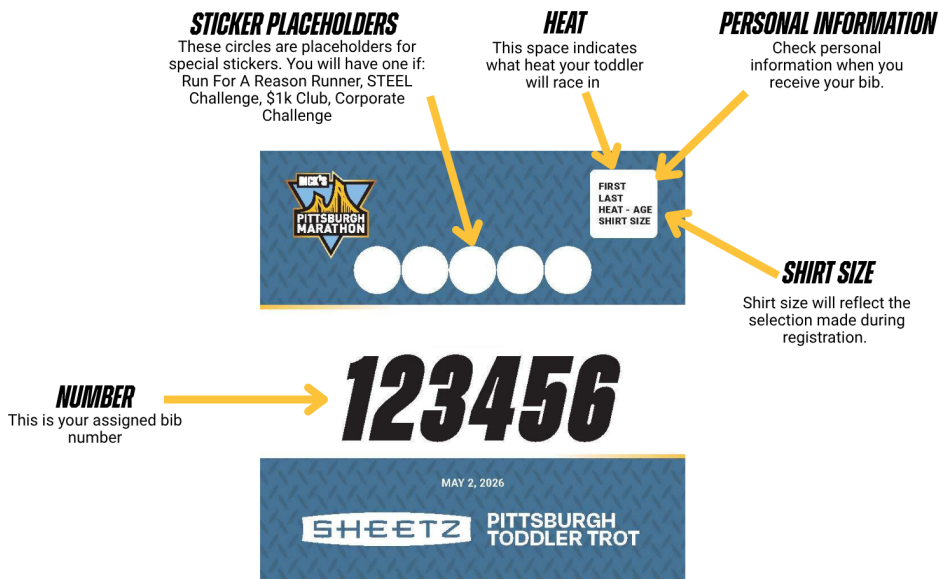 STICKER PLACEHOLDERS
These circles are placeholders for
special stickers. You will have one if:
Run For A Reason Runner, STEEL
Challenge, $1k Club, Corporate
Challenge
HEAT
This space indicates
what heat your toddler
will race in
PERSONAL INFORMATION
Check personal
information when you
receive your bib.
DICK'S
PITTSBURGH
MARATHON
FIRST
LAST
HEAT - AGE
SHIRT SIZE
SHIRT SIZE
Shirt size will reflect the
selection made during
registration.
NUMBER
This is your assigned bib
number
123456
MAY 2, 2026
SHEETZ
PITTSBURGH
TODDLER TROT